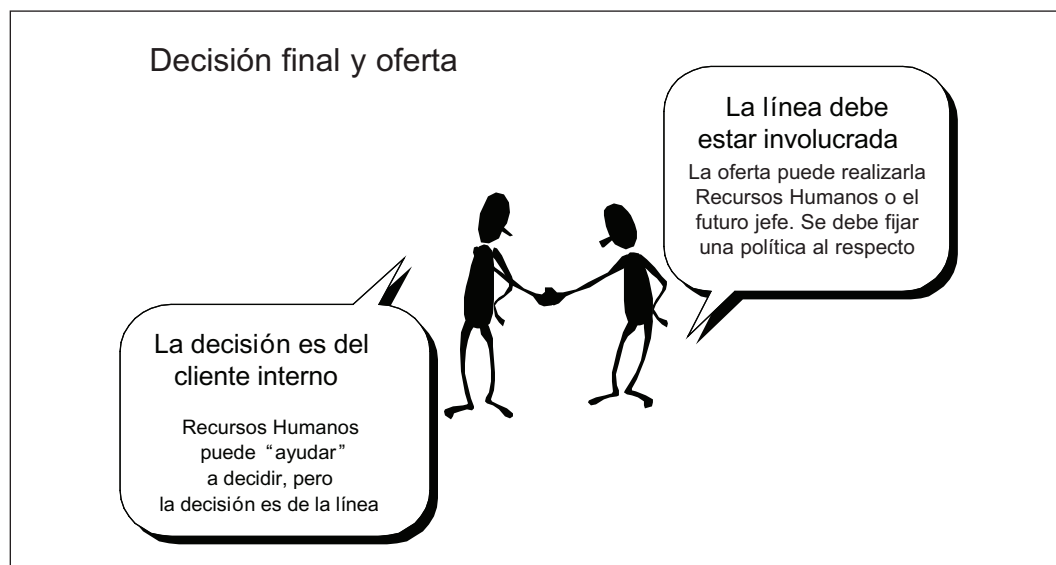 Decisión final y oferta
La línea debe
estar involucrada
La oferta puede realizarla
Recursos Humanos o el
futuro jefe. Se debe fijar
una política al respecto
La decisión es del
cliente interno
Recursos Humanos
puede “ayudar”
a decidir, pero
la decisión es de la línea